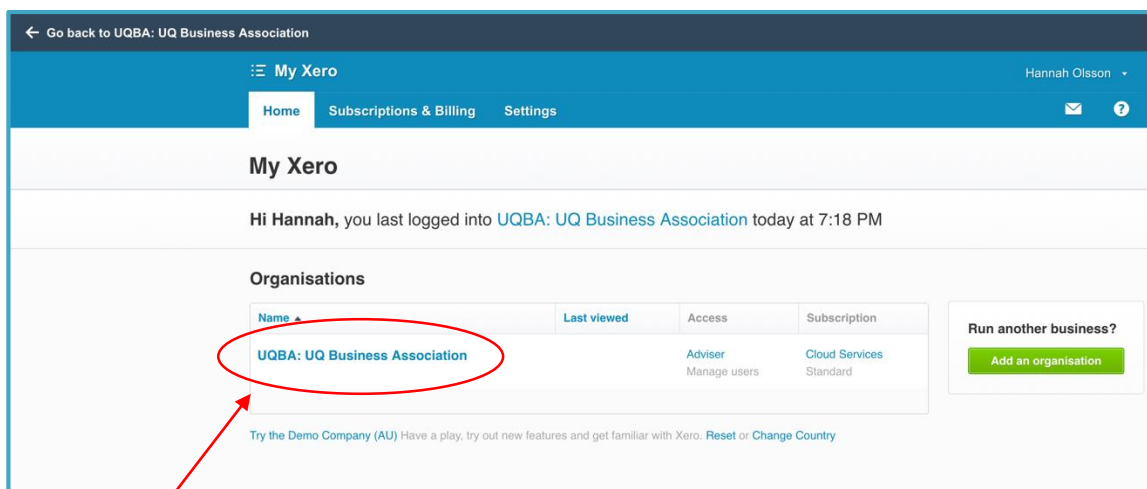 ← Go back to UQBA: UQ Business Association
My Xero
Hannah Olsson
Home Subscriptions & Billing Settings
?
My Xero
Hi Hannah, you last logged into UQBA: UQ Business Association today at 7:18 PM
Organisations
Name Last viewed Access Subscription
UQBA: UQ Business Association Adviser Cloud Services
Manage users Standard
Run another business?
Add an organisation
Try the Demo Company (AU) Have a play, try out new features and get familiar with Xero. Reset or Change Country